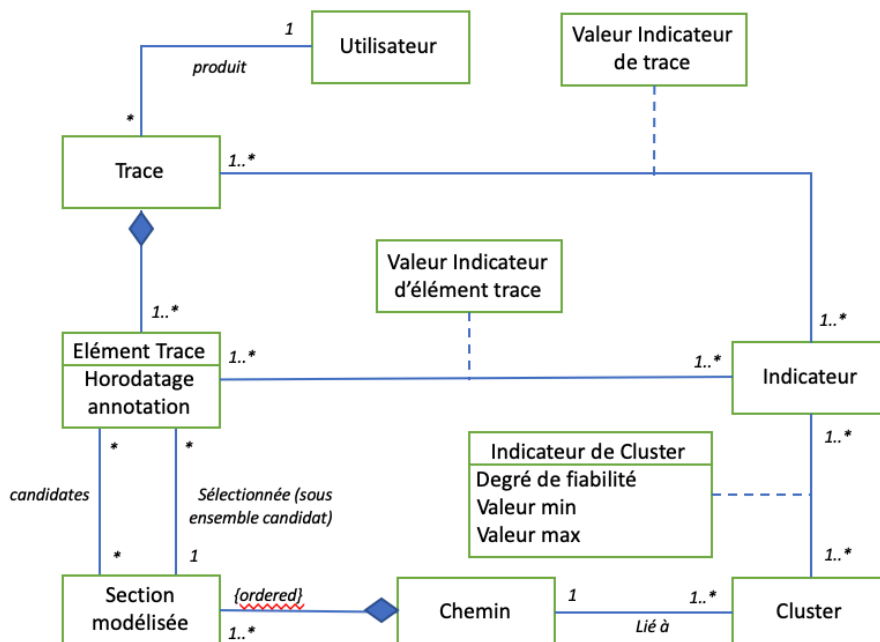 1
Utilisateur
produit
Valeur Indicateur
de trace
*
Trace
1..*
Valeur Indicateur
d'élément trace
1..*
1..*
Elément Trace
Horodatage
annotation
1..*
1..*
Indicateur
*
*
1..*
candidates
Sélectionnée (sous
ensemble candidat)
Indicateur de Cluster
Degré de fiabilité
Valeur min
Valeur max
*
1
1..*
Section
modélisée
{ordered}
1..*
Chemin
1
1..*
Lié à
Cluster